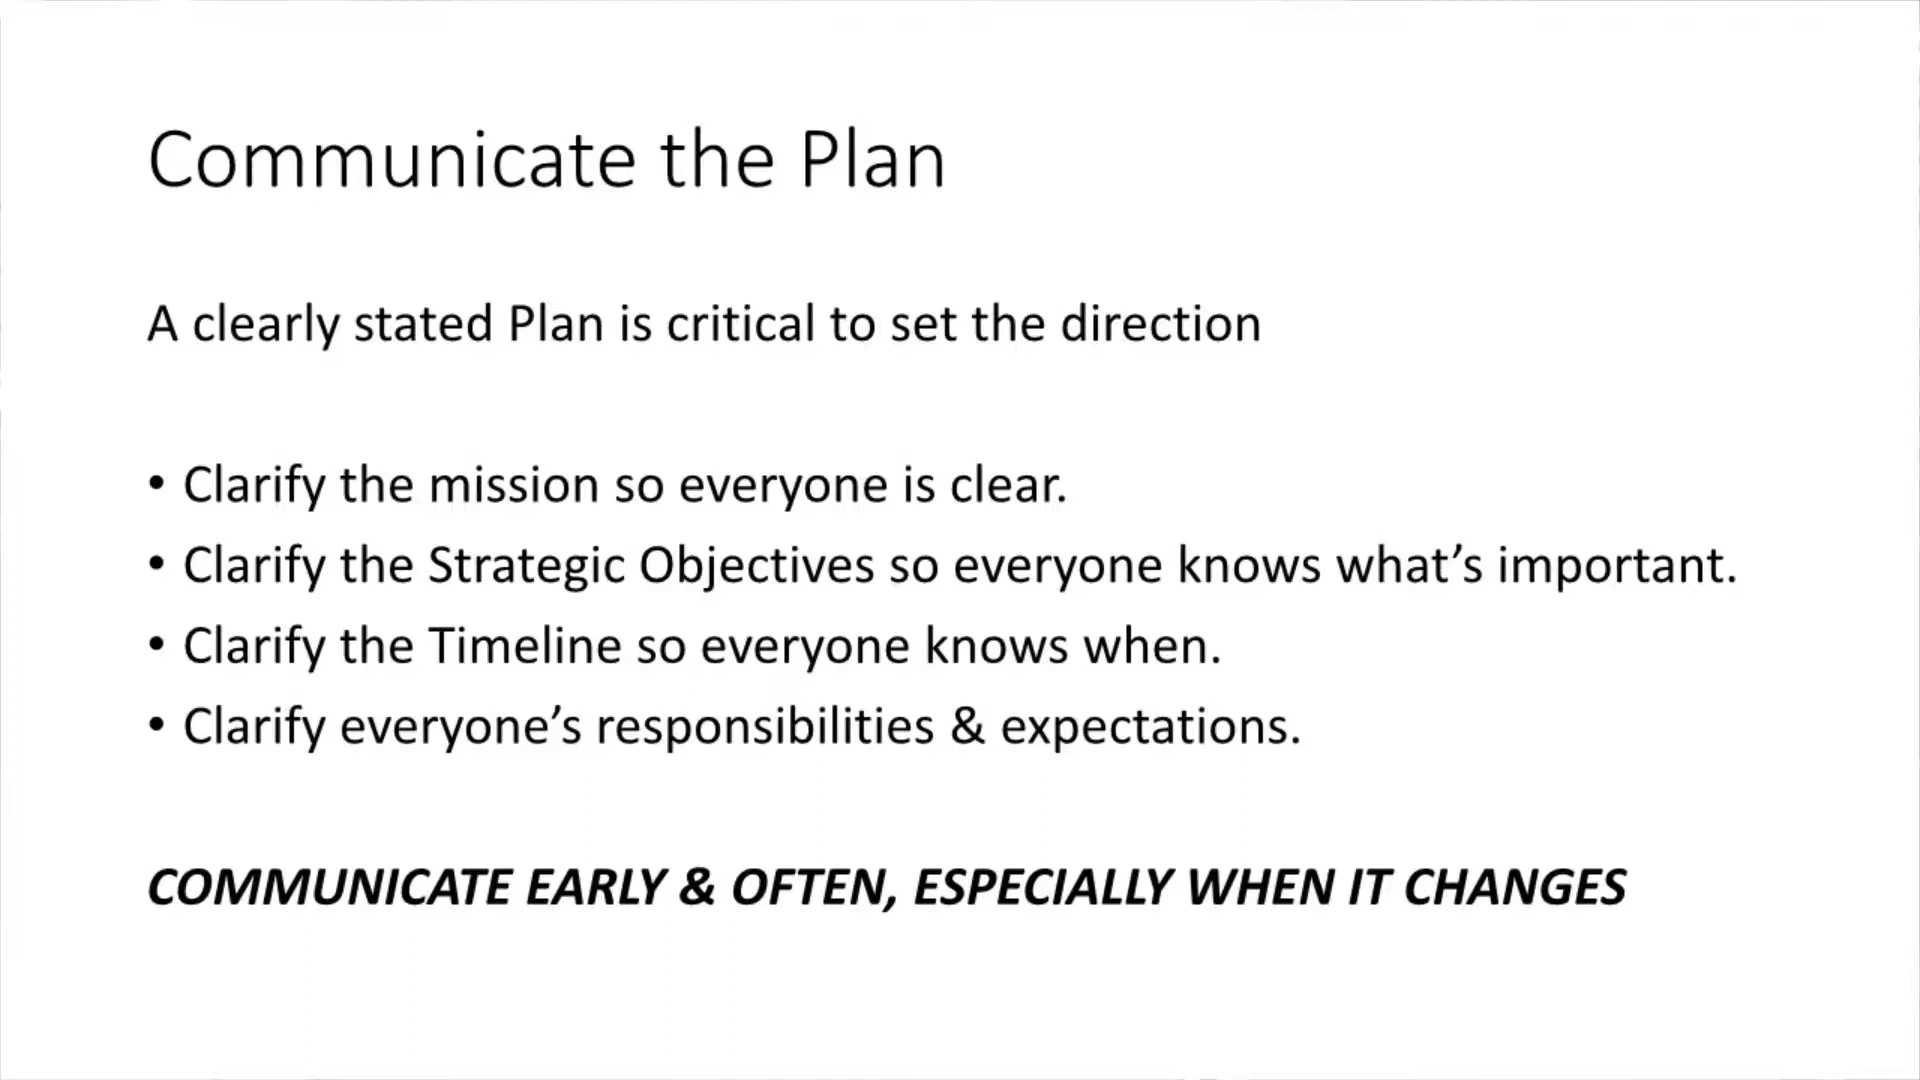 Communicate the Plan
A clearly stated Plan is critical to set the direction
• Clarify the mission so everyone is clear.
• Clarify the Strategic Objectives so everyone knows what’s important.
• Clarify the Timeline so everyone knows when.
• Clarify everyone’s responsibilities & expectations.
COMMUNICATE EARLY & OFTEN, ESPECIALLY WHEN IT CHANGES